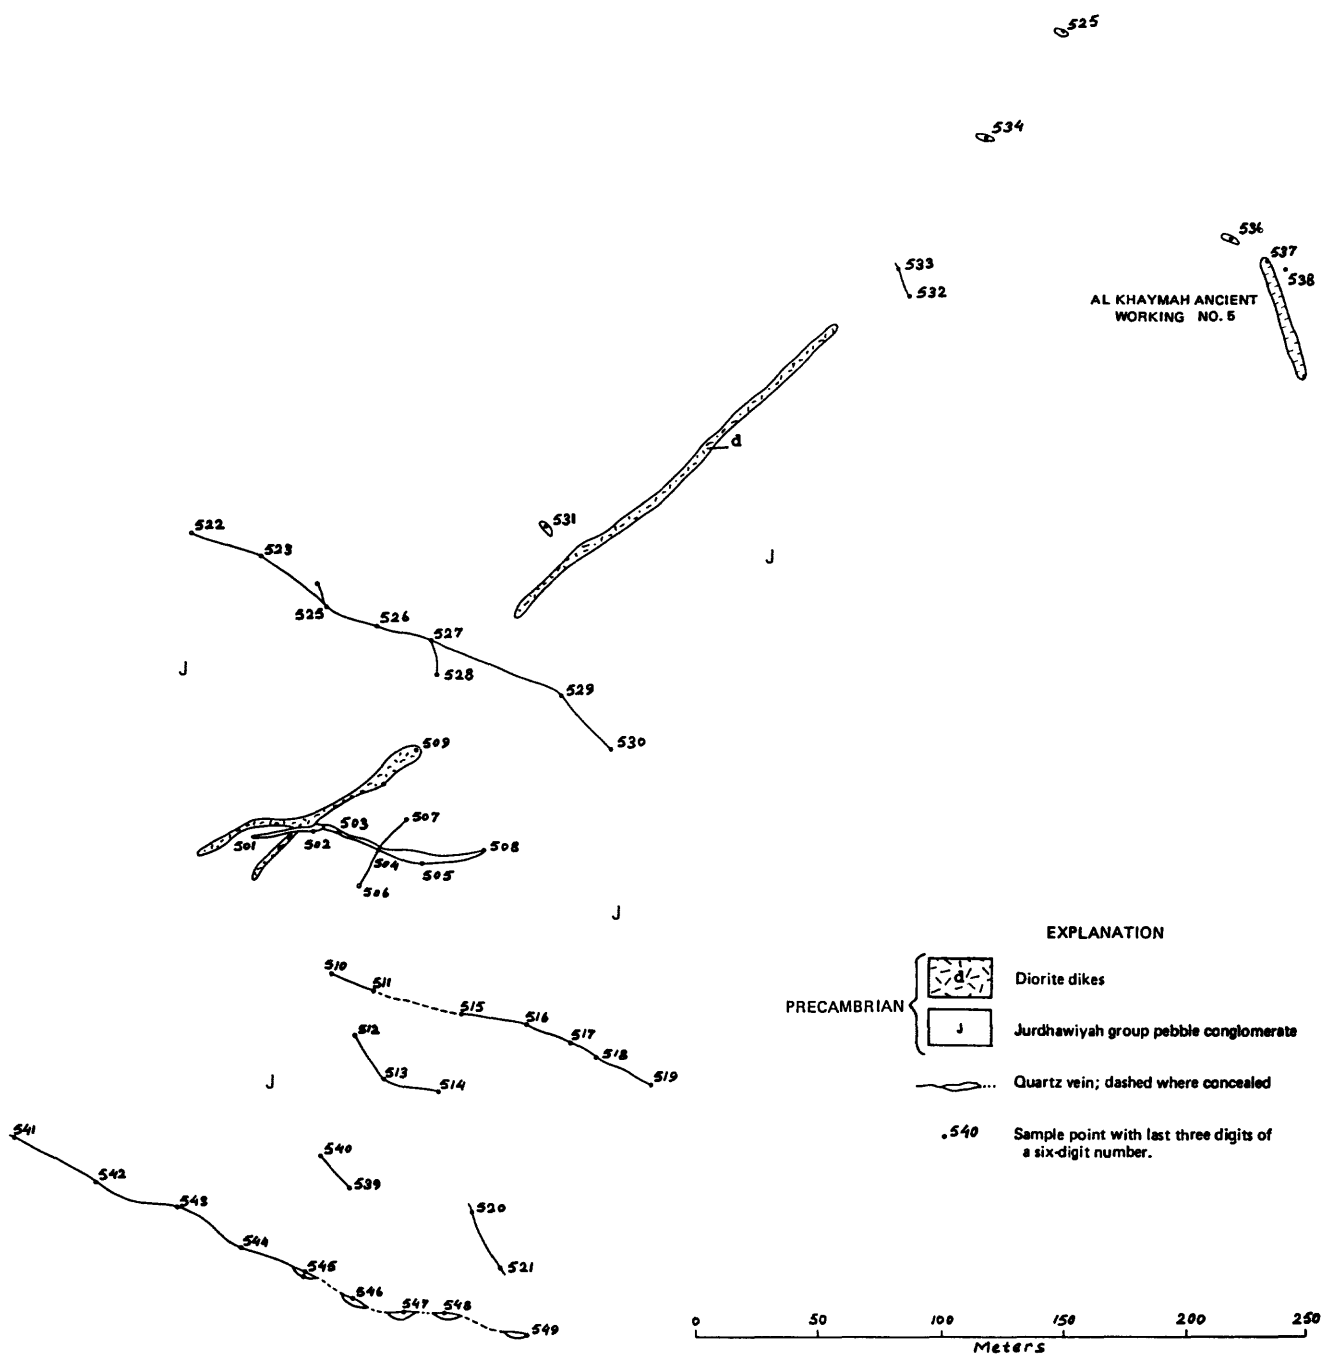 525
534
536
537
538
533
532
AL KHAYMAH ANCIENT
WORKING NO. 5
d
531
J
522
523
525
526
527
528
529
530
J
509
507
503
501
502
504
505
508
506
J
510
511
515
516
517
518
519
512
513
514
J
541
542
543
544
545
546
547
548
549
540
539
520
521
EXPLANATION
PRECAMBRIAN
d
Diorite dikes
J
Jurdhawiyah group pebble conglomerate
Quartz vein; dashed where concealed
.540
Sample point with last three digits of
a six-digit number.
0 50 100 150 200 250
Meters